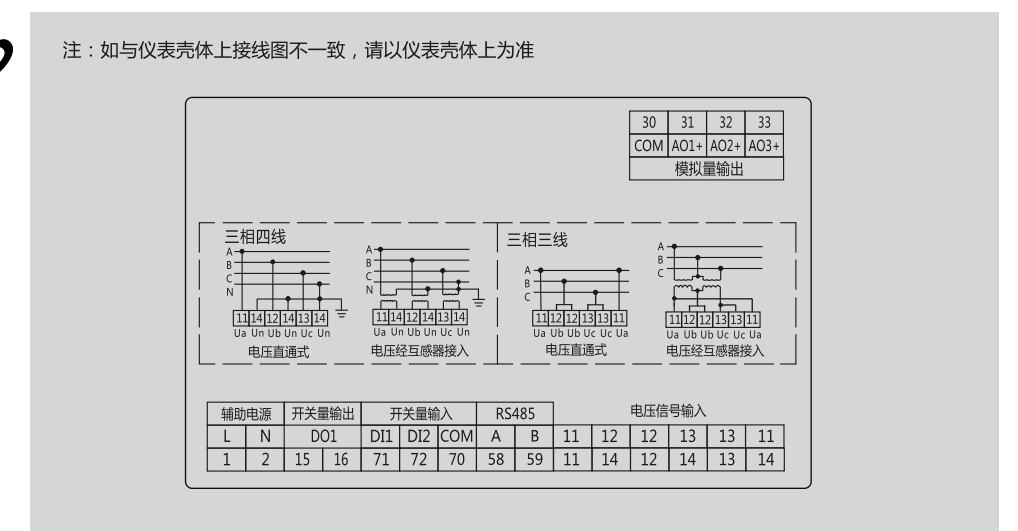 注：如与仪表壳体上接线图不一致，请以仪表壳体上为准
30 31 32 33
COM AO1+ AO2+ AO3+
模拟量输出
三相四线
A
B
C
N
11 14 12 14 13 14
Ua Un Ub Un Uc Un
电压直通式
A
B
C
N
11 14 12 14 13 14
Ua Un Ub Un Uc Un
电压经互感器接入
三相三线
A
B
C
11 12 12 13 13 11
Ua Ub Ub Uc Uc Ua
电压直通式
A
B
C
11 12 12 13 13 11
Ua Ub Ub Uc Uc Ua
电压经互感器接入
辅助电源 开关量输出 开关量输入 RS485 电压信号输入
L N DO1 DI1 DI2 COM A B 11 12 12 13 13 11
1 2 15 16 71 72 70 58 59 11 14 12 14 13 14